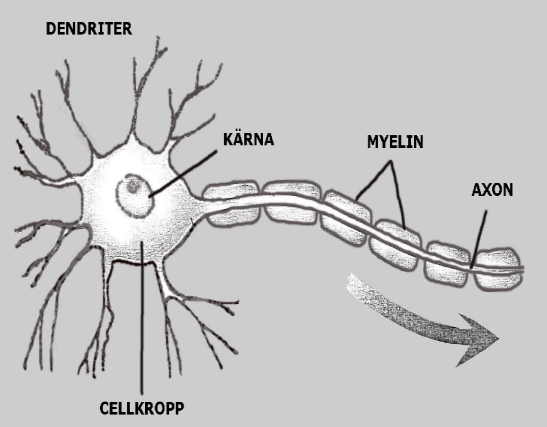 DENDRITER
KÄRNA
MYELIN
AXON
CELLKROPP